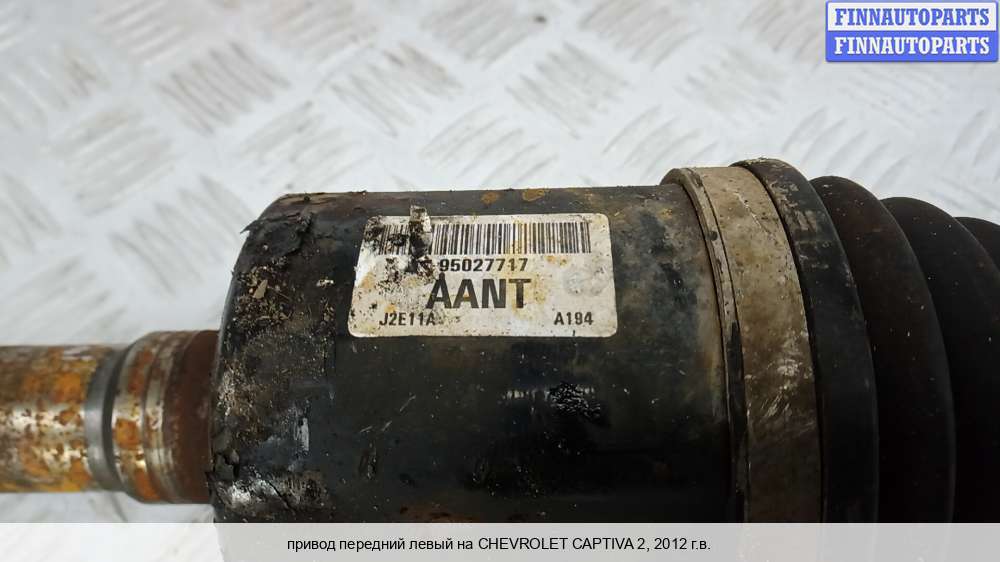 FINNAUTOPARTS
FINNAUTOPARTS
95027717
AANT
J2E11A
A194
привод передний левый на CHEVROLET CAPTIVA 2, 2012 г.в.